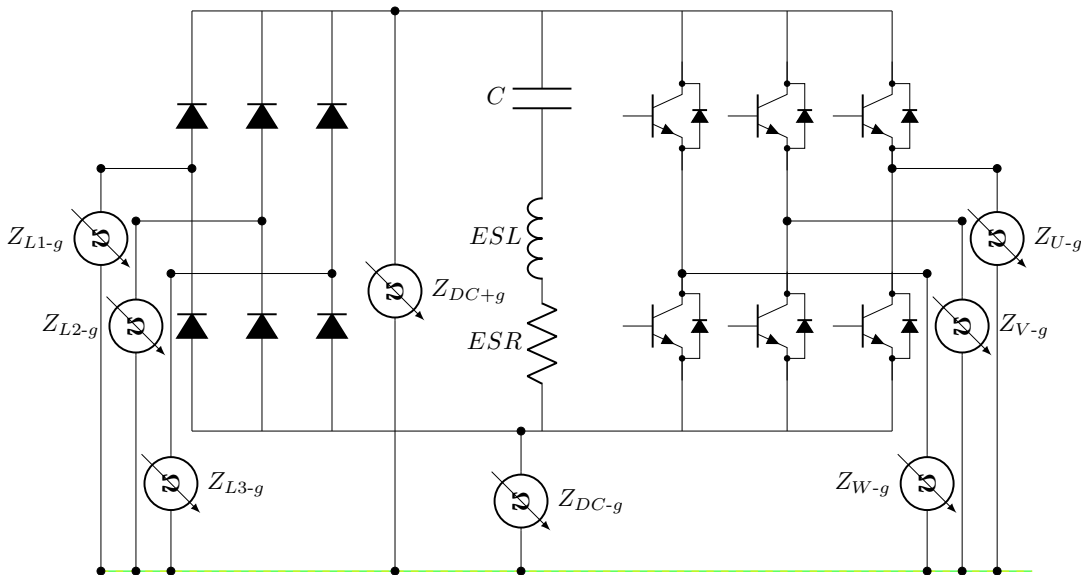 C
Z_{L1-g}
ESL
Z_{U-g}
Z_{DC+g}
Z_{L2-g}
ESR
Z_{V-g}
Z_{L3-g}
Z_{W-g}
Z_{DC-g}